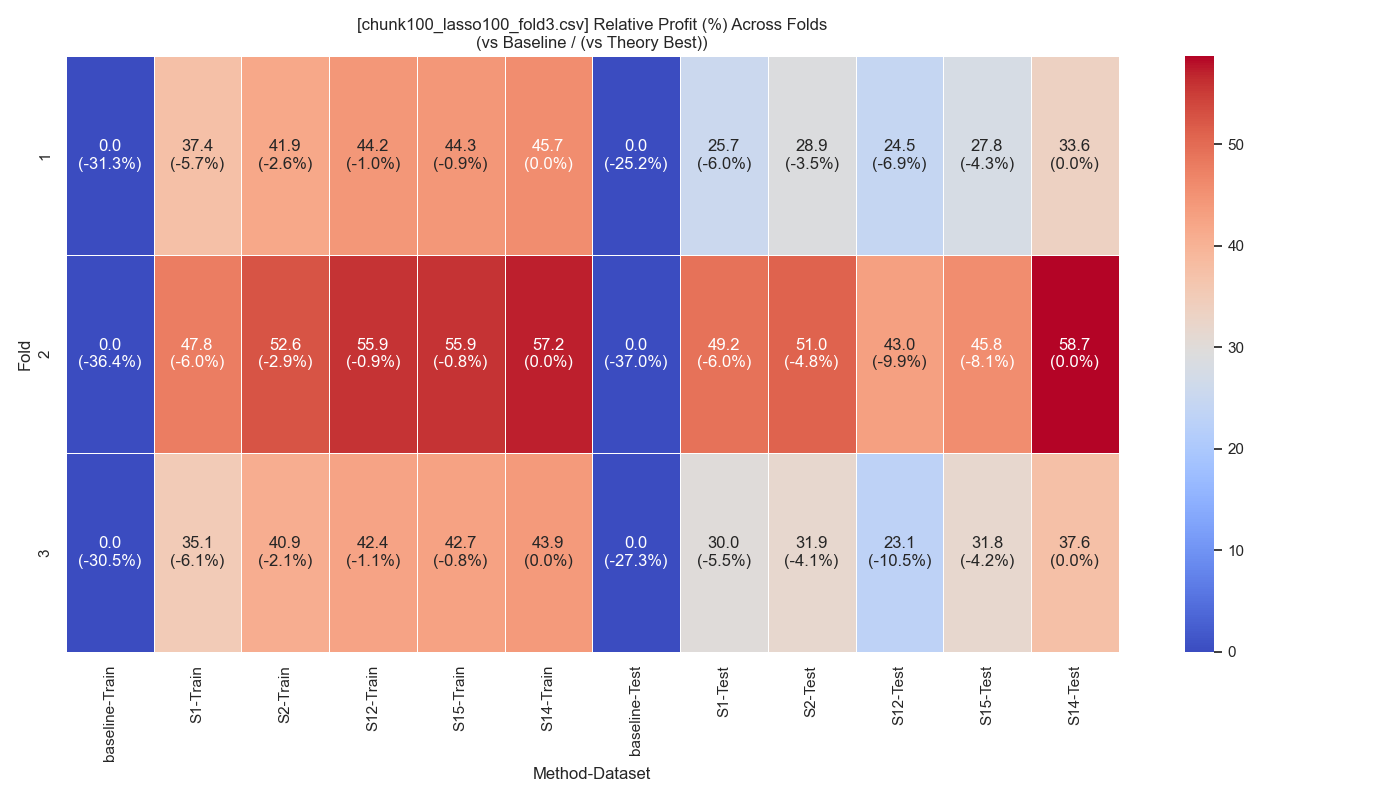 [chunk100_lasso100_fold3.csv] Relative Profit (%) Across Folds
(vs Baseline / (vs Theory Best))
0.0 37.4 41.9 44.2 44.3 45.7 0.0 25.7 28.9 24.5 27.8 33.6
(-31.3%) (-5.7%) (-2.6%) (-1.0%) (-0.9%) (0.0%) (-25.2%) (-6.0%) (-3.5%) (-6.9%) (-4.3%) (0.0%)
1
0.0 47.8 52.6 55.9 55.9 57.2 0.0 49.2 51.0 43.0 45.8 58.7
(-36.4%) (-6.0%) (-2.9%) (-0.9%) (-0.8%) (0.0%) (-37.0%) (-6.0%) (-4.8%) (-9.9%) (-8.1%) (0.0%)
2
Fold
0.0 35.1 40.9 42.4 42.7 43.9 0.0 30.0 31.9 23.1 31.8 37.6
(-30.5%) (-6.1%) (-2.1%) (-1.1%) (-0.8%) (0.0%) (-27.3%) (-5.5%) (-4.1%) (-10.5%) (-4.2%) (0.0%)
3
baseline-Train
S1-Train
S2-Train
S12-Train
S15-Train
S14-Train
baseline-Test
S1-Test
S2-Test
S12-Test
S15-Test
S14-Test
Method-Dataset
50
40
30
20
10
0